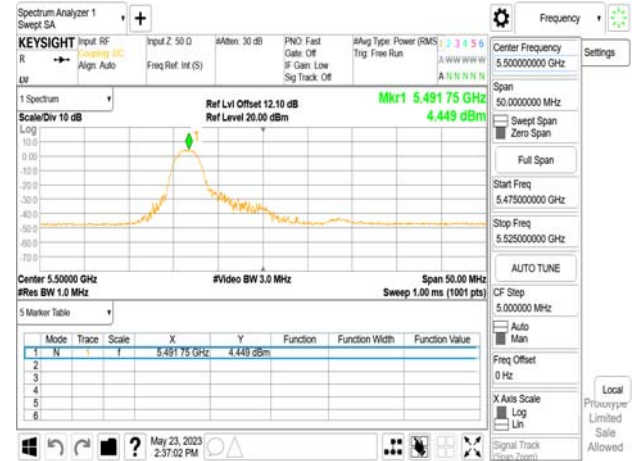 Spectrum Analyzer 1
Swept SA
+
Frequency
KEYSIGHT
Input: RF
Coupling: DC
Align: Auto
Input Z: 50 Ω
Freq Ref: Int (S)
#Atten: 30 dB
PNO: Fast
Gate: Off
IF Gain: Low
Sig Track: Off
#Avg Type: Power (RMS
Trig: Free Run
1 2 3 4 5 6
A W W W W W
A N N N N N
R
1 Spectrum
Scale/Div 10 dB
Ref Lvl Offset 12.10 dB
Ref Level 20.00 dBm
Mkr1 5.491 75 GHz
4.449 dBm
Log
10.0
0.00
-10.0
-20.0
-30.0
-40.0
-50.0
-60.0
-70.0
1
Center 5.50000 GHz
#Res BW 1.0 MHz
#Video BW 3.0 MHz
Span 50.00 MHz
Sweep 1.00 ms (1001 pts)
5 Marker Table
Mode Trace Scale X Y Function Function Width Function Value
1 N 1 f 5.491 75 GHz 4.449 dBm
2
3
4
5
6
May 23, 2023
2:37:02 PM
Center Frequency
5.500000000 GHz
Settings
Span
50.0000000 MHz
Swept Span
Zero Span
Full Span
Start Freq
5.475000000 GHz
Stop Freq
5.525000000 GHz
AUTO TUNE
CF Step
5.000000 MHz
Auto
Man
Freq Offset
0 Hz
X Axis Scale
Log
Lin
Signal Track
(Span Zoom)
Local
Prototype
Limited
Sale
Allowed